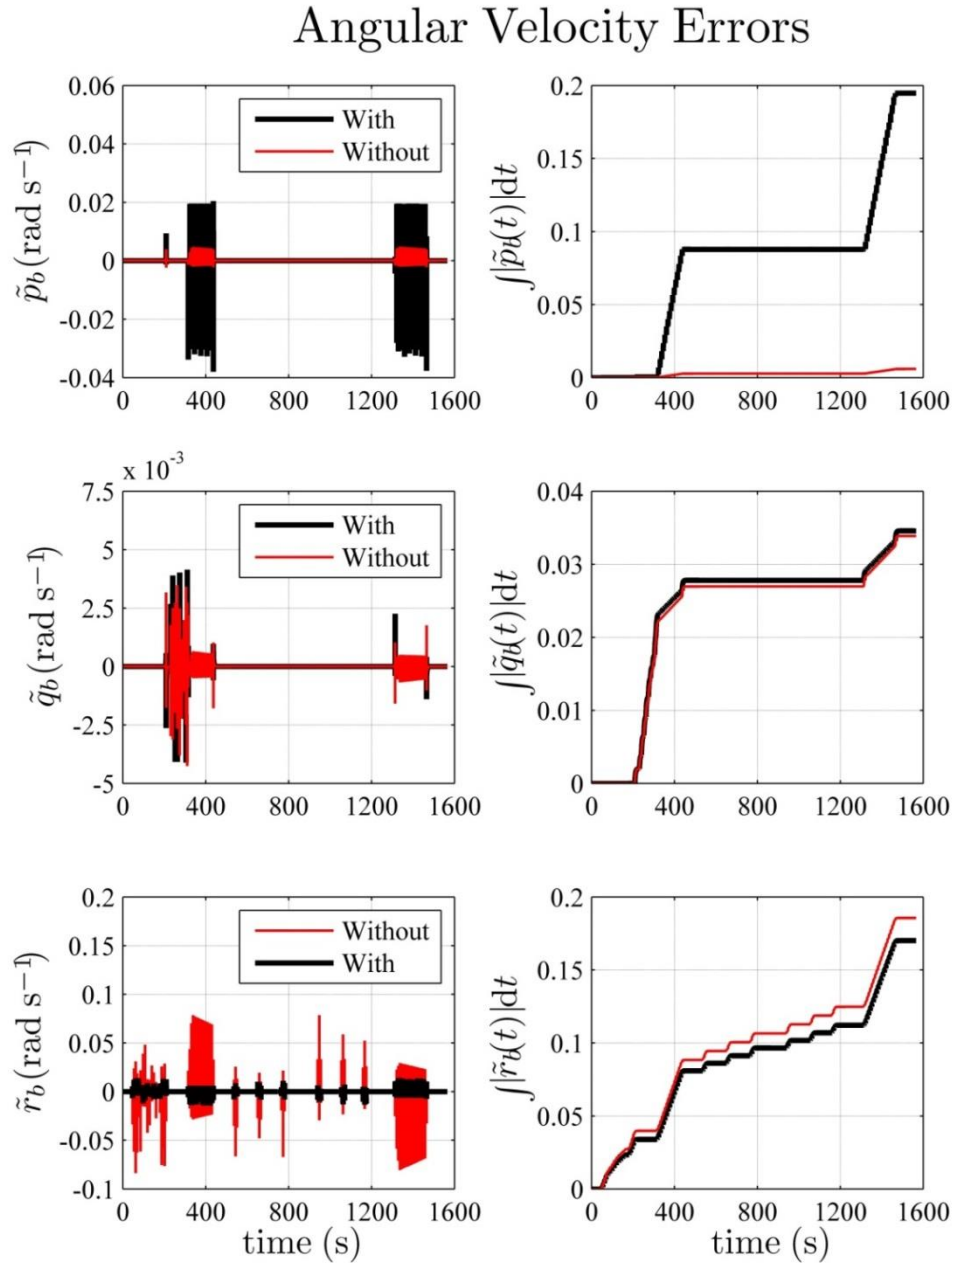 Angular Velocity Errors
0.06
0.04
0.02
0
-0.02
-0.04
p̃b(rad s−1)
With
Without
0 400 800 1200 1600
0.2
0.15
0.1
0.05
0
∫|p̃b(t)|dt
0 400 800 1200 1600
x 10-3
7.5
5
2.5
0
-2.5
-5
q̃b(rad s−1)
With
Without
0 400 800 1200 1600
0.04
0.03
0.02
0.01
0
∫|q̃b(t)|dt
0 400 800 1200 1600
0.2
0.15
0.1
0.05
0
-0.05
-0.1
r̃b(rad s−1)
Without
With
0 400 800 1200 1600
time (s)
0.2
0.15
0.1
0.05
0
∫|r̃b(t)|dt
0 400 800 1200 1600
time (s)